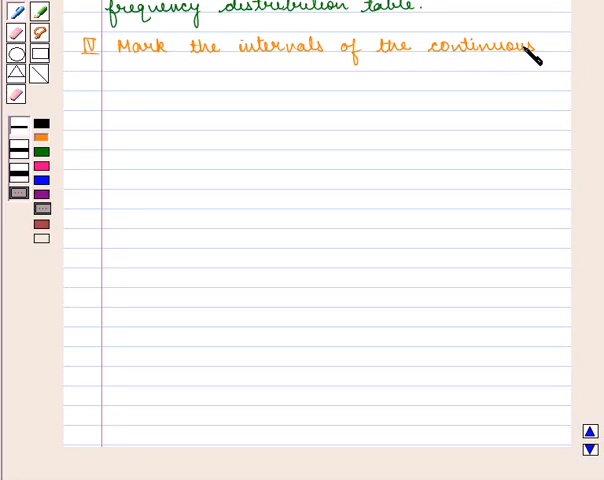 frequency distribution table.
IV Mark the intervals of the continuous